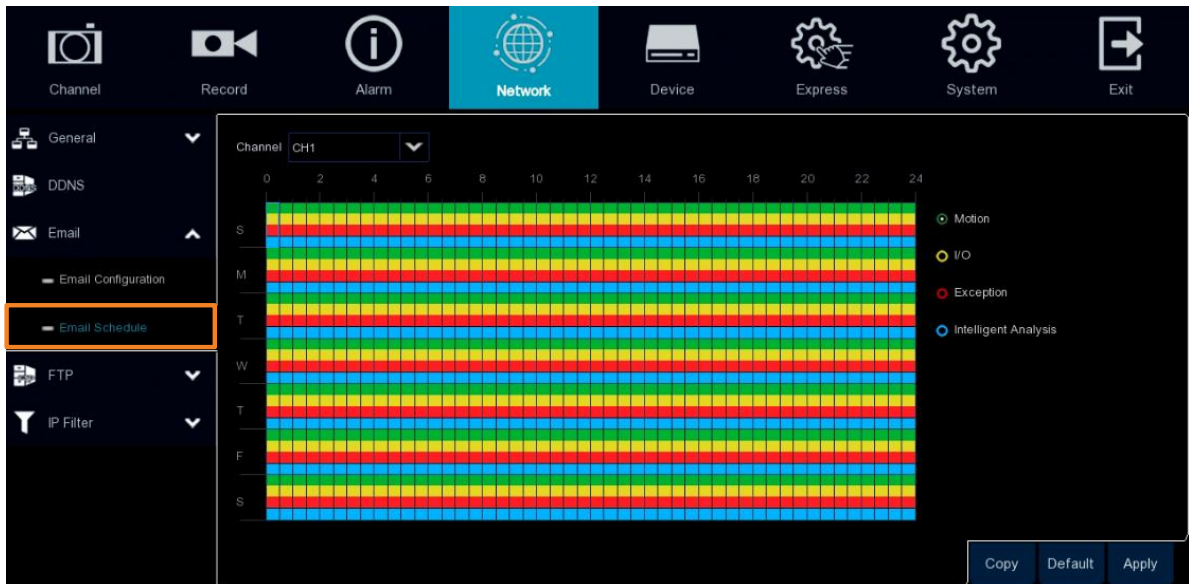 Channel Record Alarm Network Device Express System Exit
General
DDNS
Email
Email Configuration
Email Schedule
FTP
IP Filter
Channel CH1
0 2 4 6 8 10 12 14 16 18 20 22 24
S
M
T
W
T
F
S
Motion
I/O
Exception
Intelligent Analysis
Copy Default Apply